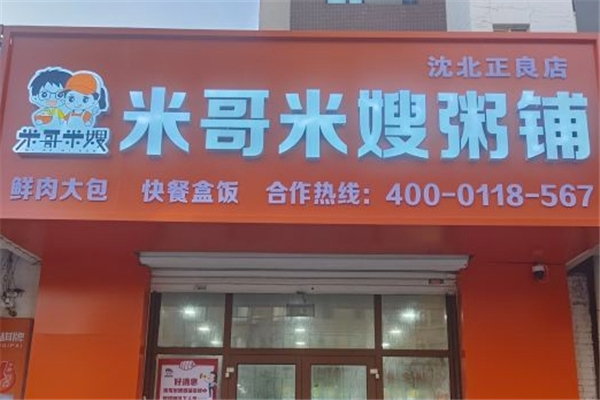 沈北正良店
米哥米嫂粥铺
米哥米嫂
鲜肉大包 快餐盒饭 合作热线：400-0118-567
好消息